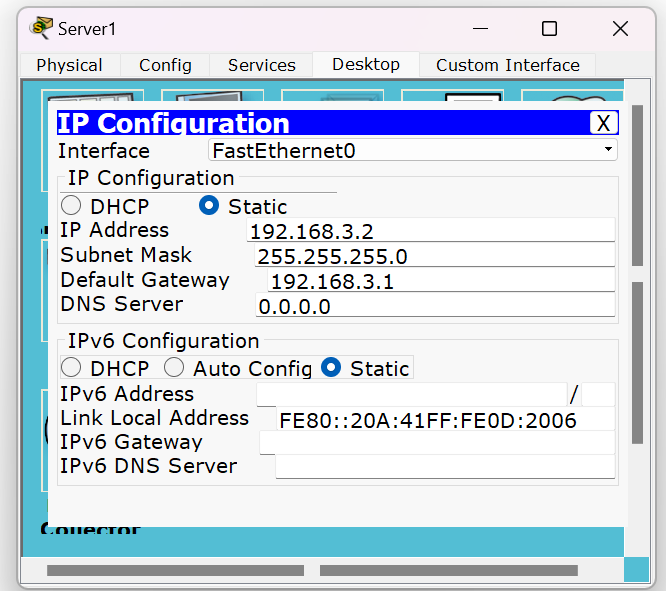 Server1
Physical Config Services Desktop Custom Interface
IP Configuration X
Interface FastEthernet0
IP Configuration
DHCP Static
IP Address 192.168.3.2
Subnet Mask 255.255.255.0
Default Gateway 192.168.3.1
DNS Server 0.0.0.0
IPv6 Configuration
DHCP Auto Config Static
IPv6 Address /
Link Local Address FE80::20A:41FF:FE0D:2006
IPv6 Gateway
IPv6 DNS Server
Collector